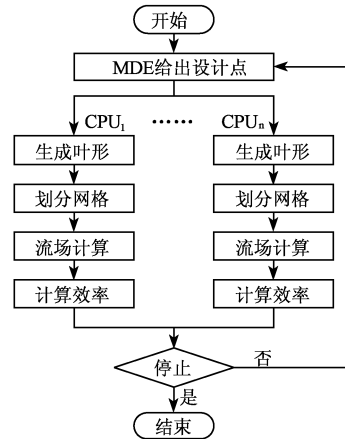 开始
MDE给出设计点
CPU₁ …… CPUₙ
生成叶形 生成叶形
划分网格 划分网格
流场计算 流场计算
计算效率 计算效率
停止 否
是
结束